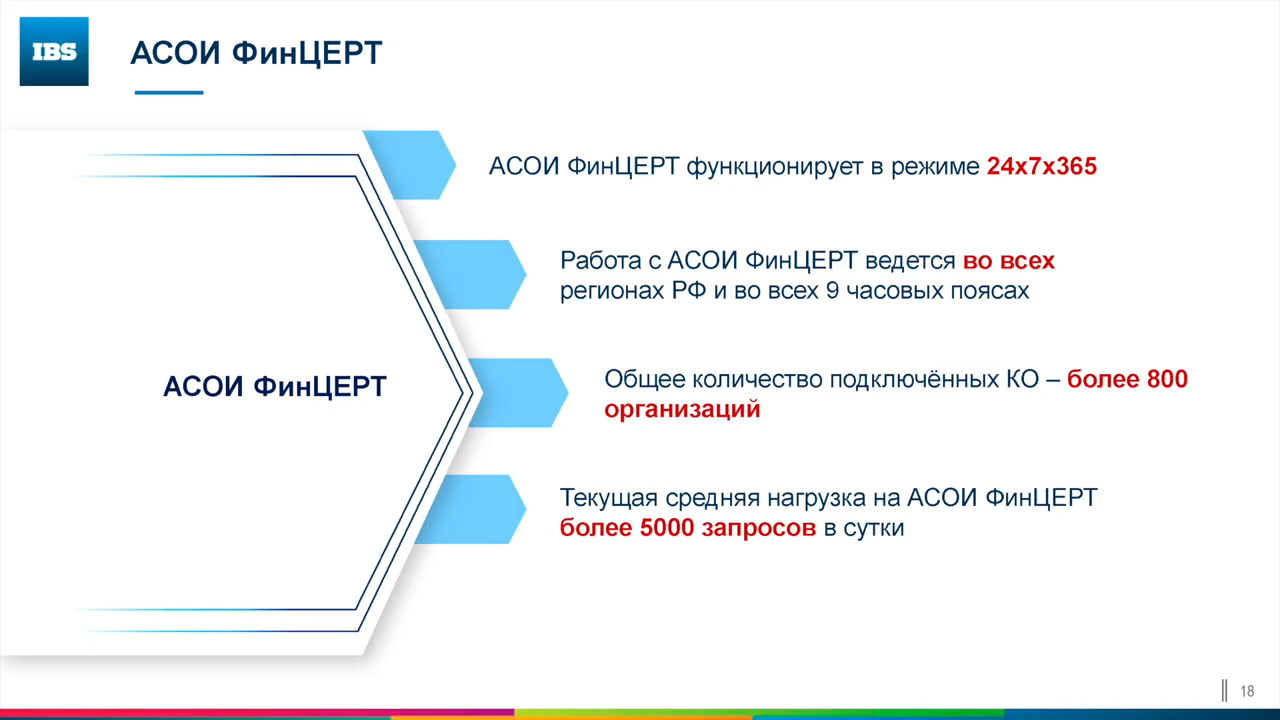 IBS
АСОИ ФинЦЕРТ
АСОИ ФинЦЕРТ функционирует в режиме 24x7x365
Работа с АСОИ ФинЦЕРТ ведется во всех
регионах РФ и во всех 9 часовых поясах
АСОИ ФинЦЕРТ
Общее количество подключённых КО – более 800
организаций
Текущая средняя нагрузка на АСОИ ФинЦЕРТ
более 5000 запросов в сутки
18